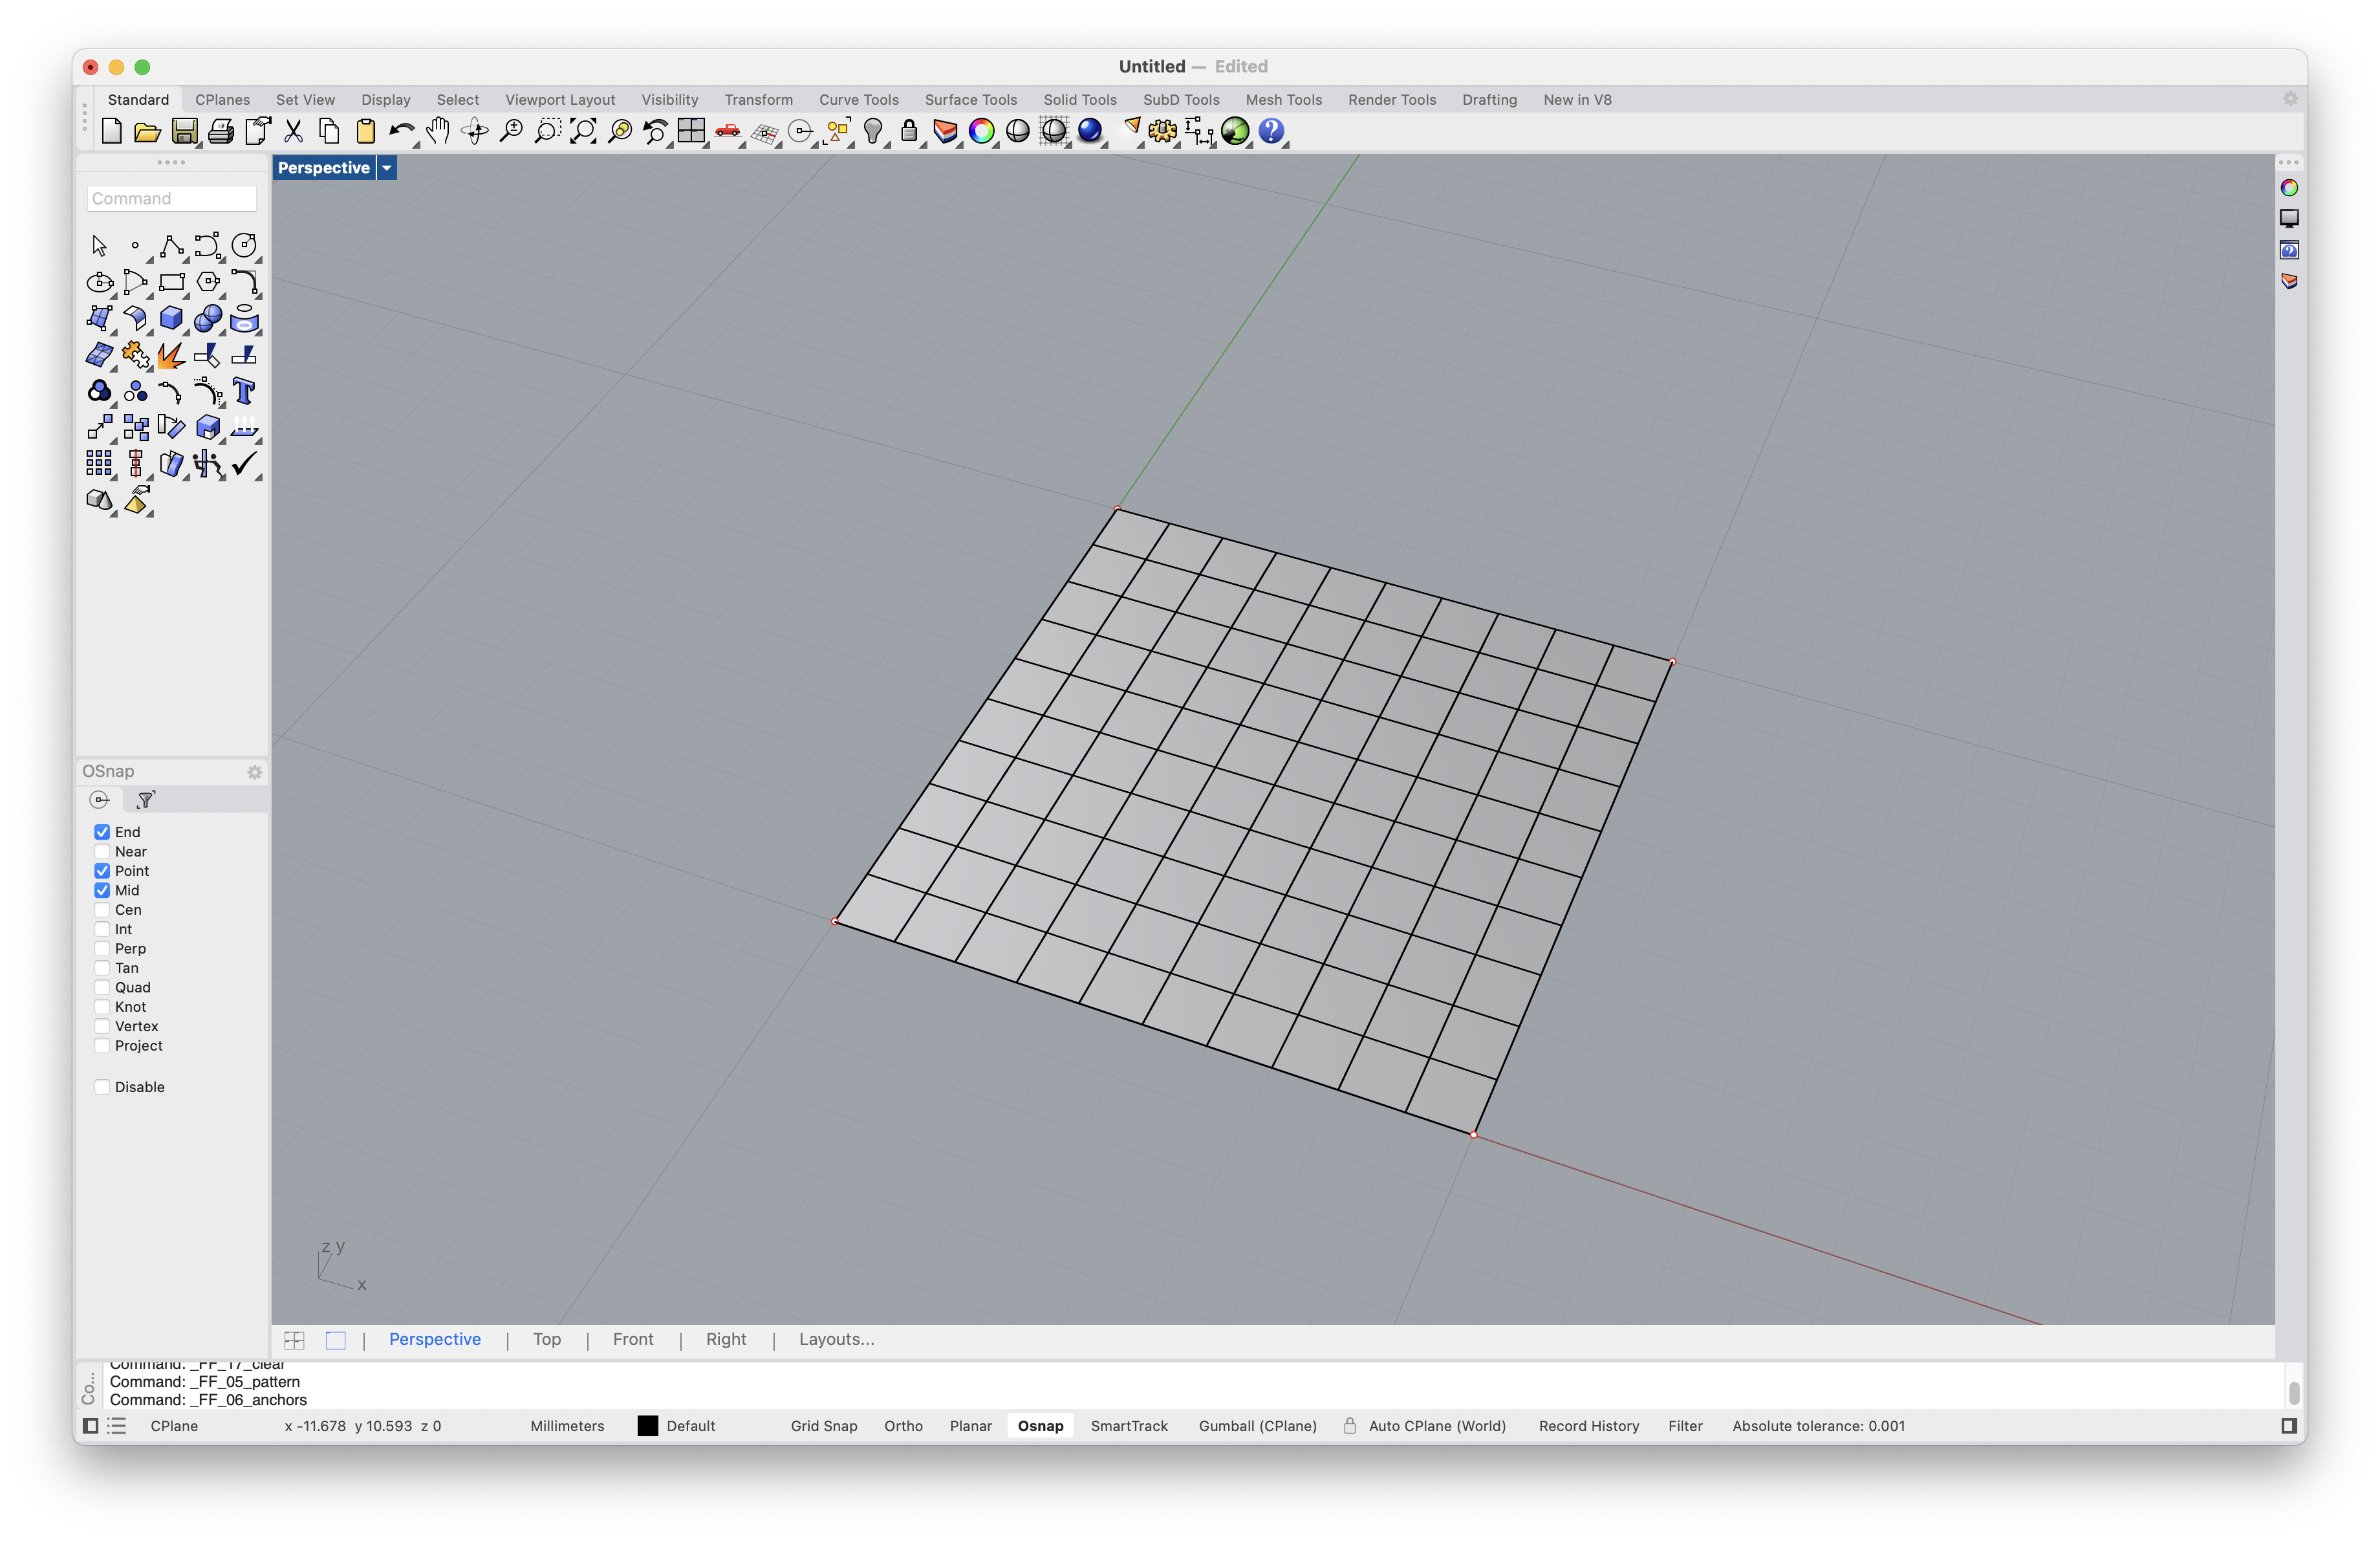 Untitled — Edited
Standard CPlanes Set View Display Select Viewport Layout Visibility Transform Curve Tools Surface Tools Solid Tools SubD Tools Mesh Tools Render Tools Drafting New in V8
Perspective
Command
OSnap
End
Near
Point
Mid
Cen
Int
Perp
Tan
Quad
Knot
Vertex
Project
Disable
z y
x
Perspective | Top | Front | Right | Layouts...
Co...
Command: _FF_17_clear
Command: _FF_05_pattern
Command: _FF_06_anchors
CPlane x -11.678 y 10.593 z 0 Millimeters Default Grid Snap Ortho Planar Osnap SmartTrack Gumball (CPlane) Auto CPlane (World) Record History Filter Absolute tolerance: 0.001